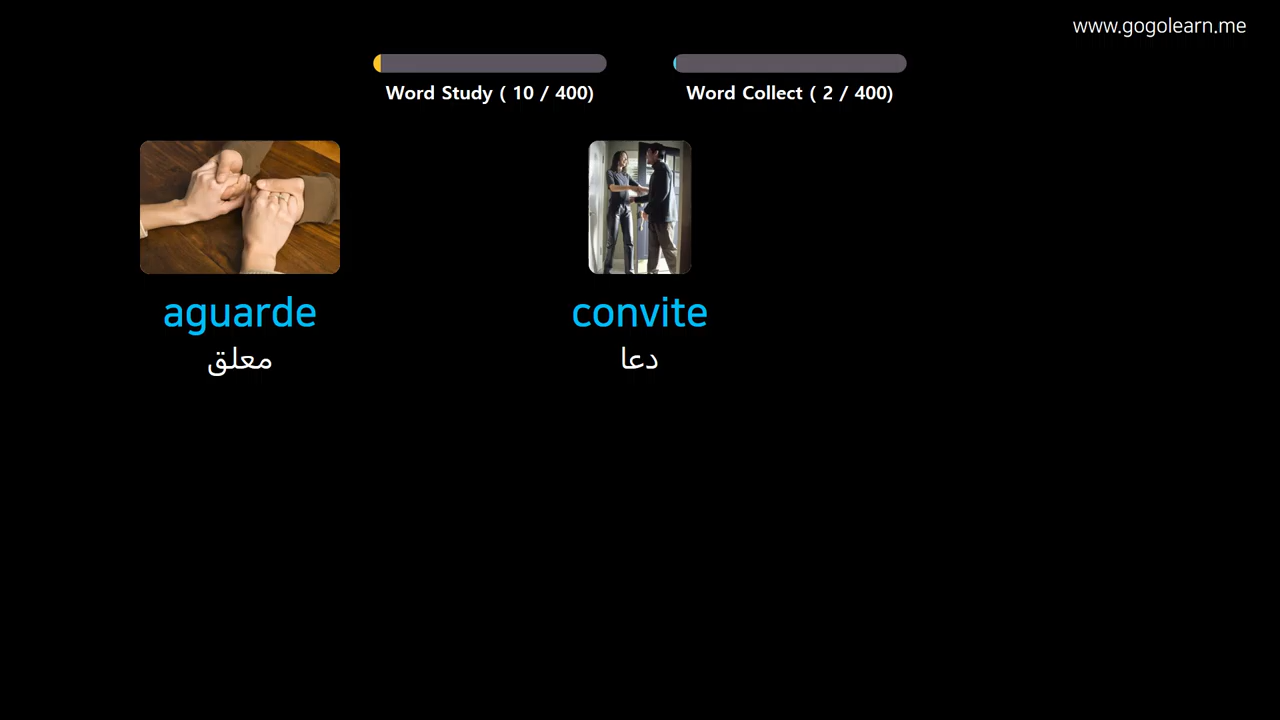 www.gogolearn.me
Word Study ( 10 / 400)
Word Collect ( 2 / 400)
aguarde
معلق
convite
دعا